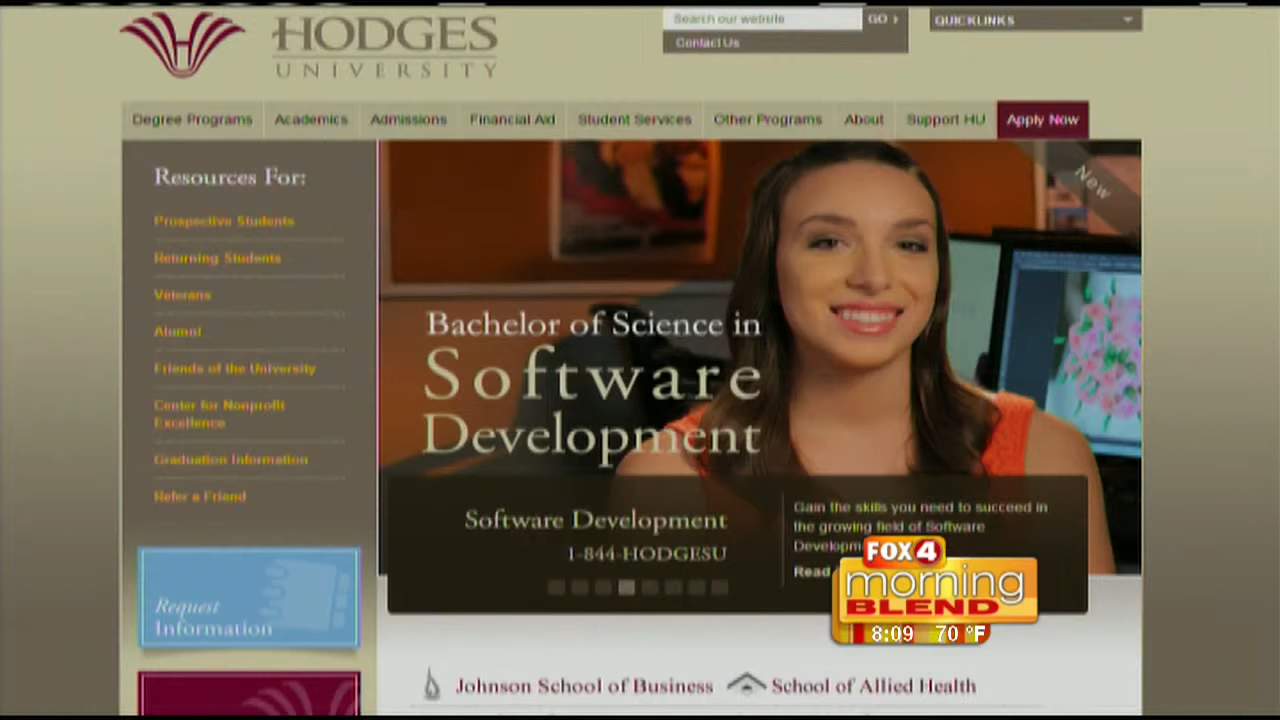 HODGES
UNIVERSITY
Search our website
GO
QUICKLINKS
Contact Us
Degree Programs
Academics
Admissions
Financial Aid
Student Services
Other Programs
About
Support HU
Apply Now
Resources For:
Prospective Students
Returning Students
Veterans
Alumni
Friends of the University
Center for Nonprofit
Excellence
Graduation Information
Refer a Friend
Request
Information
New
Bachelor of Science in
Software
Development
Software Development
1-844-HODGESU
Gain the skills you need to succeed in
the growing field of Software
Developm
Read
FOX 4
morning
BLEND
8:09 70 °F
Johnson School of Business
School of Allied Health